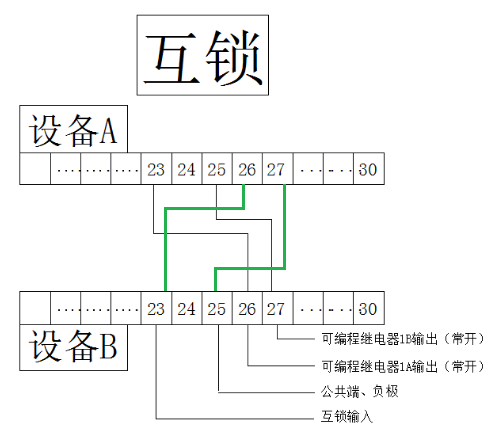 互锁
设备A
...... ...... ...... 23 24 25 26 27 ... -.. 30
...... ...... ...... 23 24 25 26 27 ... -.. 30
设备B
可编程继电器1B输出（常开）
可编程继电器1A输出（常开）
公共端、负极
互锁输入